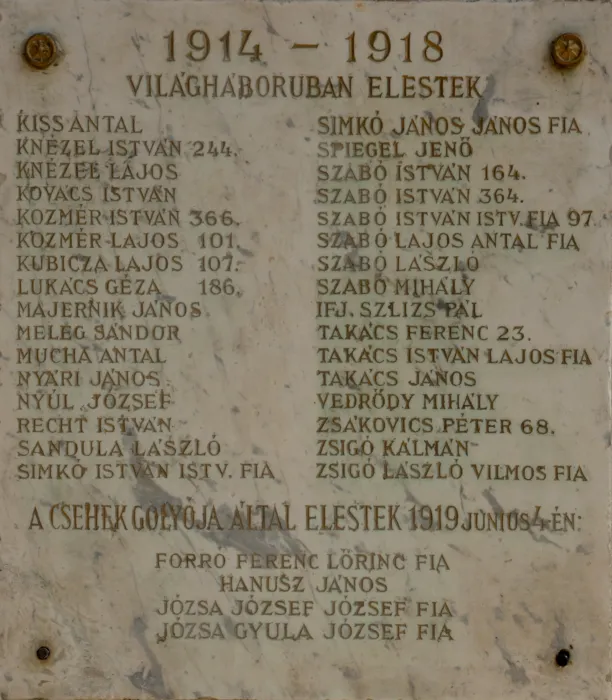 1914 – 1918
VILÁGHÁBORUBAN ELESTEK
KISS ANTAL
KNÉZEL ISTVÁN 244.
KNÉZEL LAJOS
KOVÁCS ISTVÁN
KOZMÉR ISTVÁN 366.
KOZMÉR LAJOS 101.
KUBICZA LAJOS 107.
LUKÁCS GÉZA 186.
MAJERNIK JÁNOS
MELEG SÁNDOR
MUCHA ANTAL
NYÁRI JÁNOS
NYÚL JÓZSEF
RECHT ISTVÁN
SANDULA LÁSZLÓ
SIMKÓ ISTVÁN ISTV. FIA
SIMKÓ JÁNOS JÁNOS FIA
SPIEGEL JENŐ
SZABÓ ISTVÁN 164.
SZABÓ ISTVÁN 364.
SZABÓ ISTVÁN ISTV. FIA 97
SZABÓ LAJOS ANTAL FIA
SZABÓ LÁSZLÓ
SZABÓ MIHÁLY
IFJ. SZLIZS PÁL
TAKÁCS FERENC 23.
TAKÁCS ISTVÁN LAJOS FIA
TAKÁCS JÁNOS
VEDRŐDY MIHÁLY
ZSÁKOVICS PÉTER 68.
ZSIGÓ KÁLMÁN
ZSIGÓ LÁSZLÓ VILMOS FIA
A CSEHEK GOLYÓJA ÁLTAL ELESTEK 1919 JÚNIUS 4-ÉN:
FORRÓ FERENC LŐRINC FIA
HANUSZ JÁNOS
JÓZSA JÓZSEF JÓZSEF FIA
JÓZSA GYULA JÓZSEF FIA